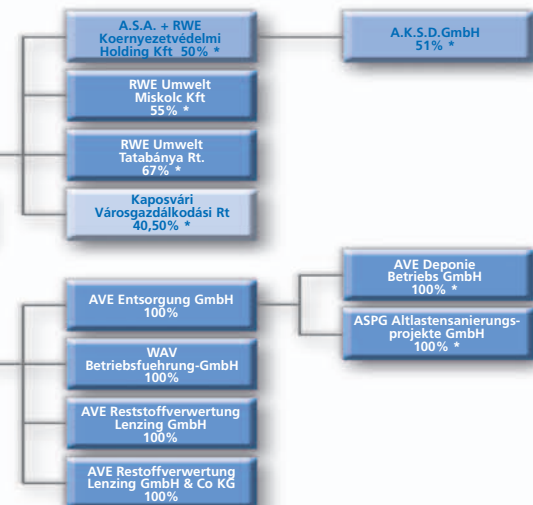 A.S.A. + RWE
Koernyezetvédelmi
Holding Kft 50% *
A.K.S.D.GmbH
51% *
RWE Umwelt
Miskolc Kft
55% *
RWE Umwelt
Tatabánya Rt.
67% *
Kaposvári
Városgazdálkodási Rt
40,50% *
AVE Entsorgung GmbH
100%
AVE Deponie
Betriebs GmbH
100% *
ASPG Altlastensanierungs-
projekte GmbH
100% *
WAV
Betriebsfuehrung-GmbH
100%
AVE Reststoffverwertung
Lenzing GmbH
100%
AVE Restoffverwertung
Lenzing GmbH & Co KG
100%